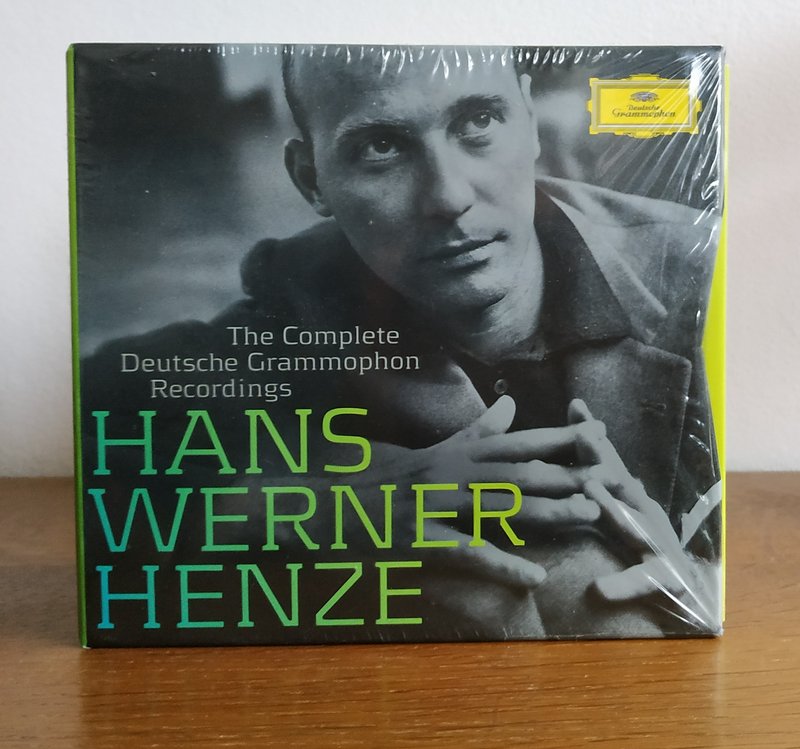 Deutsche
Grammophon
The Complete
Deutsche Grammophon
Recordings
HANS
WERNER
HENZE